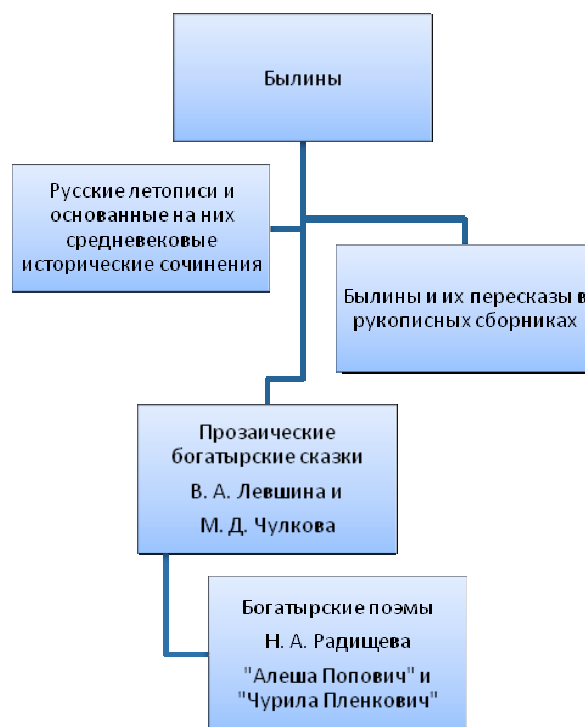 Былины
Русские летописи и
основанные на них
средневековые
исторические сочинения
Былины и их пересказы в
рукописных сборниках
Прозаические
богатырские сказки
В. А. Левшина и
М. Д. Чулкова
Богатырские поэмы
Н. А. Радищева
"Алеша Попович" и
"Чурила Пленкович"